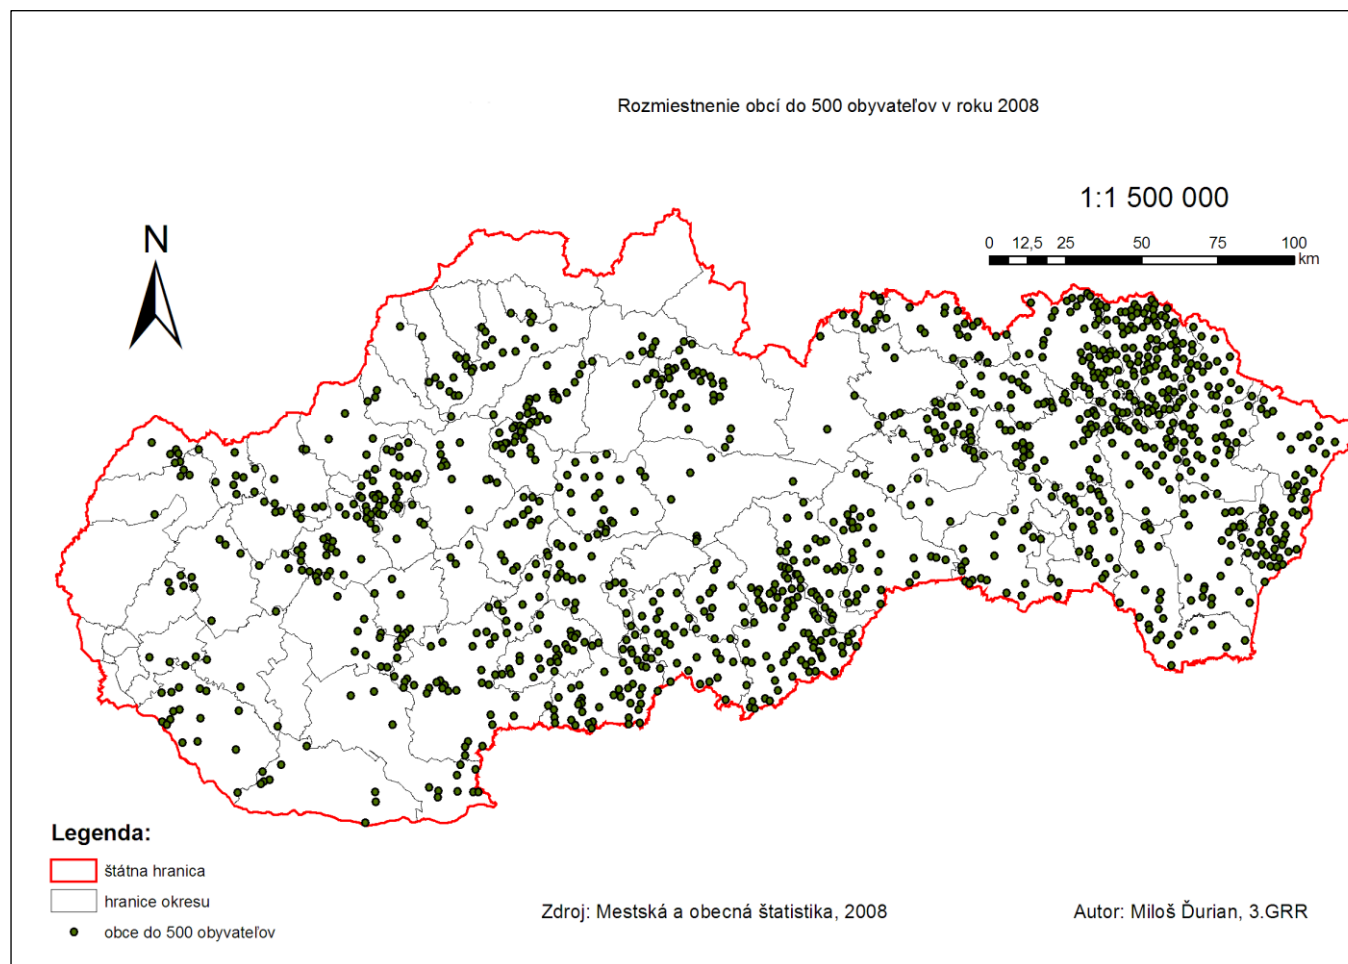 Rozmiestnenie obcí do 500 obyvateľov v roku 2008
1:1 500 000
N
0 12,5 25 50 75 100
km
Legenda:
štátna hranica
hranice okresu
obce do 500 obyvateľov
Zdroj: Mestská a obecná štatistika, 2008
Autor: Miloš Ďurian, 3.GRR